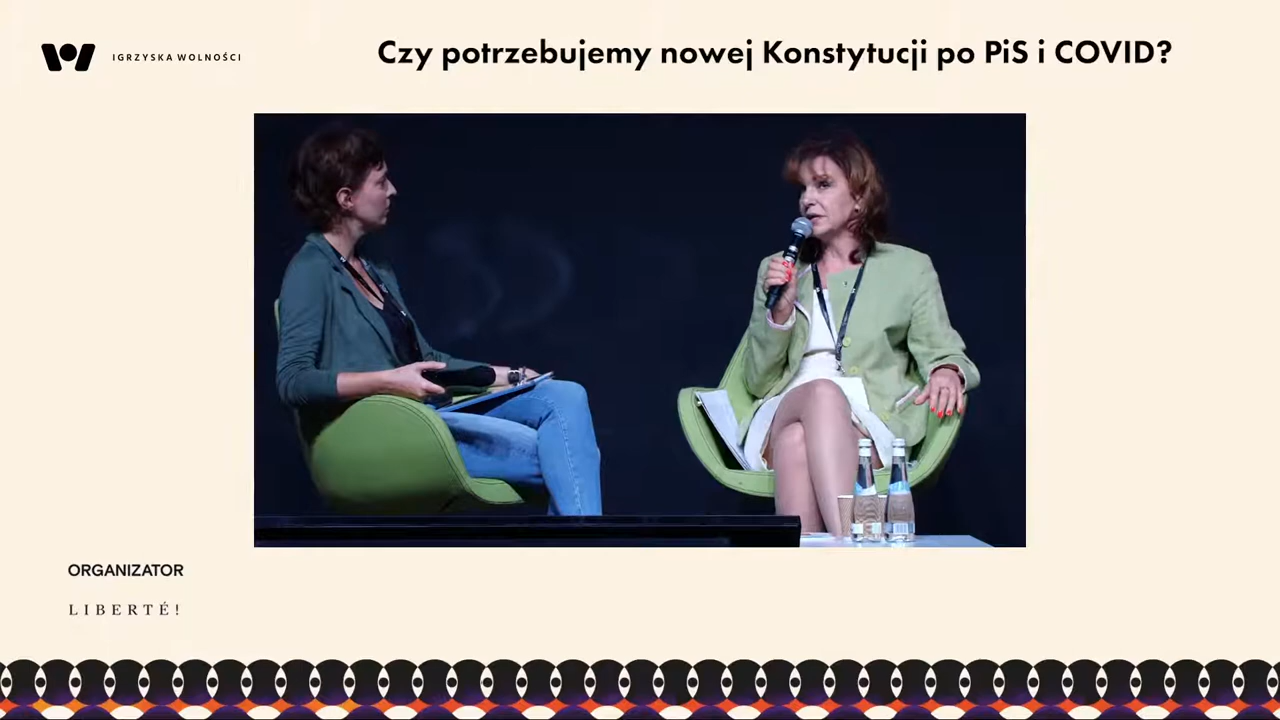 IGRZYSKA WOLNOŚCI
Czy potrzebujemy nowej Konstytucji po PiS i COVID?
ORGANIZATOR
LIBERTÉ!